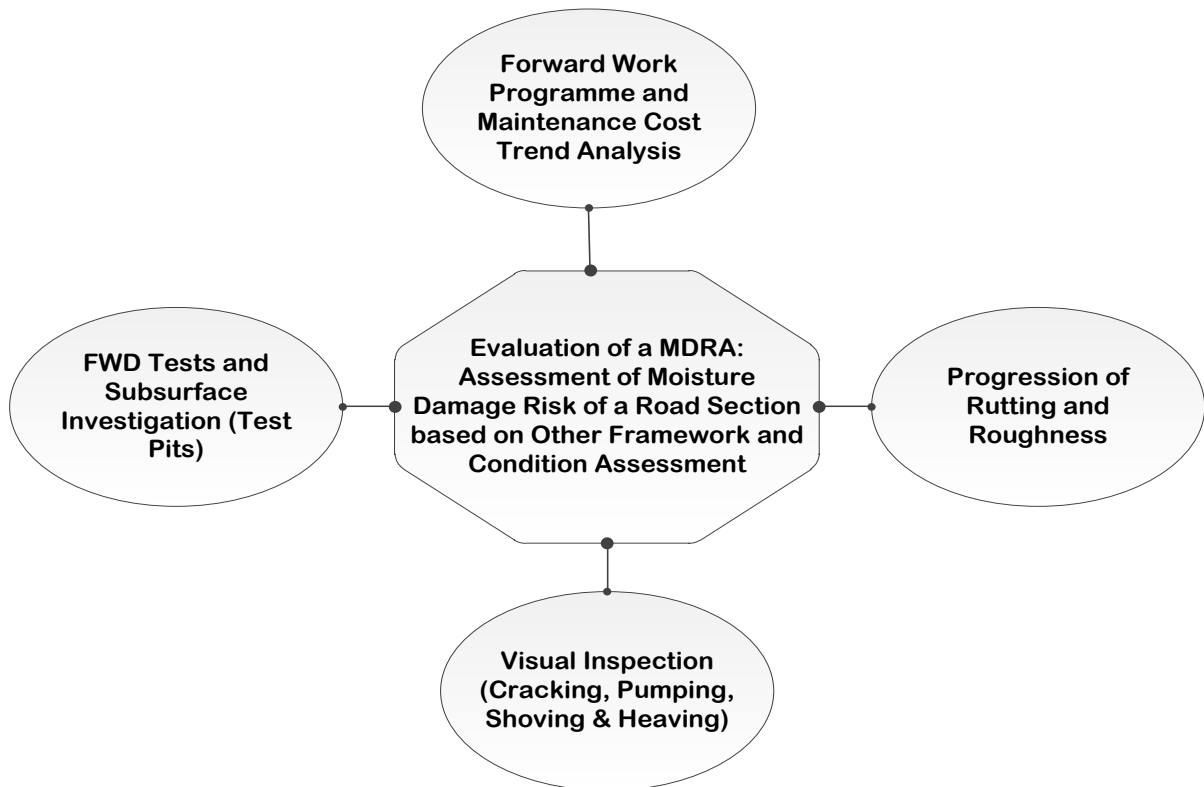 Forward Work
Programme and
Maintenance Cost
Trend Analysis
FWD Tests and
Subsurface
Investigation (Test
Pits)
Evaluation of a MDRA:
Assessment of Moisture
Damage Risk of a Road Section
based on Other Framework and
Condition Assessment
Progression of
Rutting and
Roughness
Visual Inspection
(Cracking, Pumping,
Shoving & Heaving)